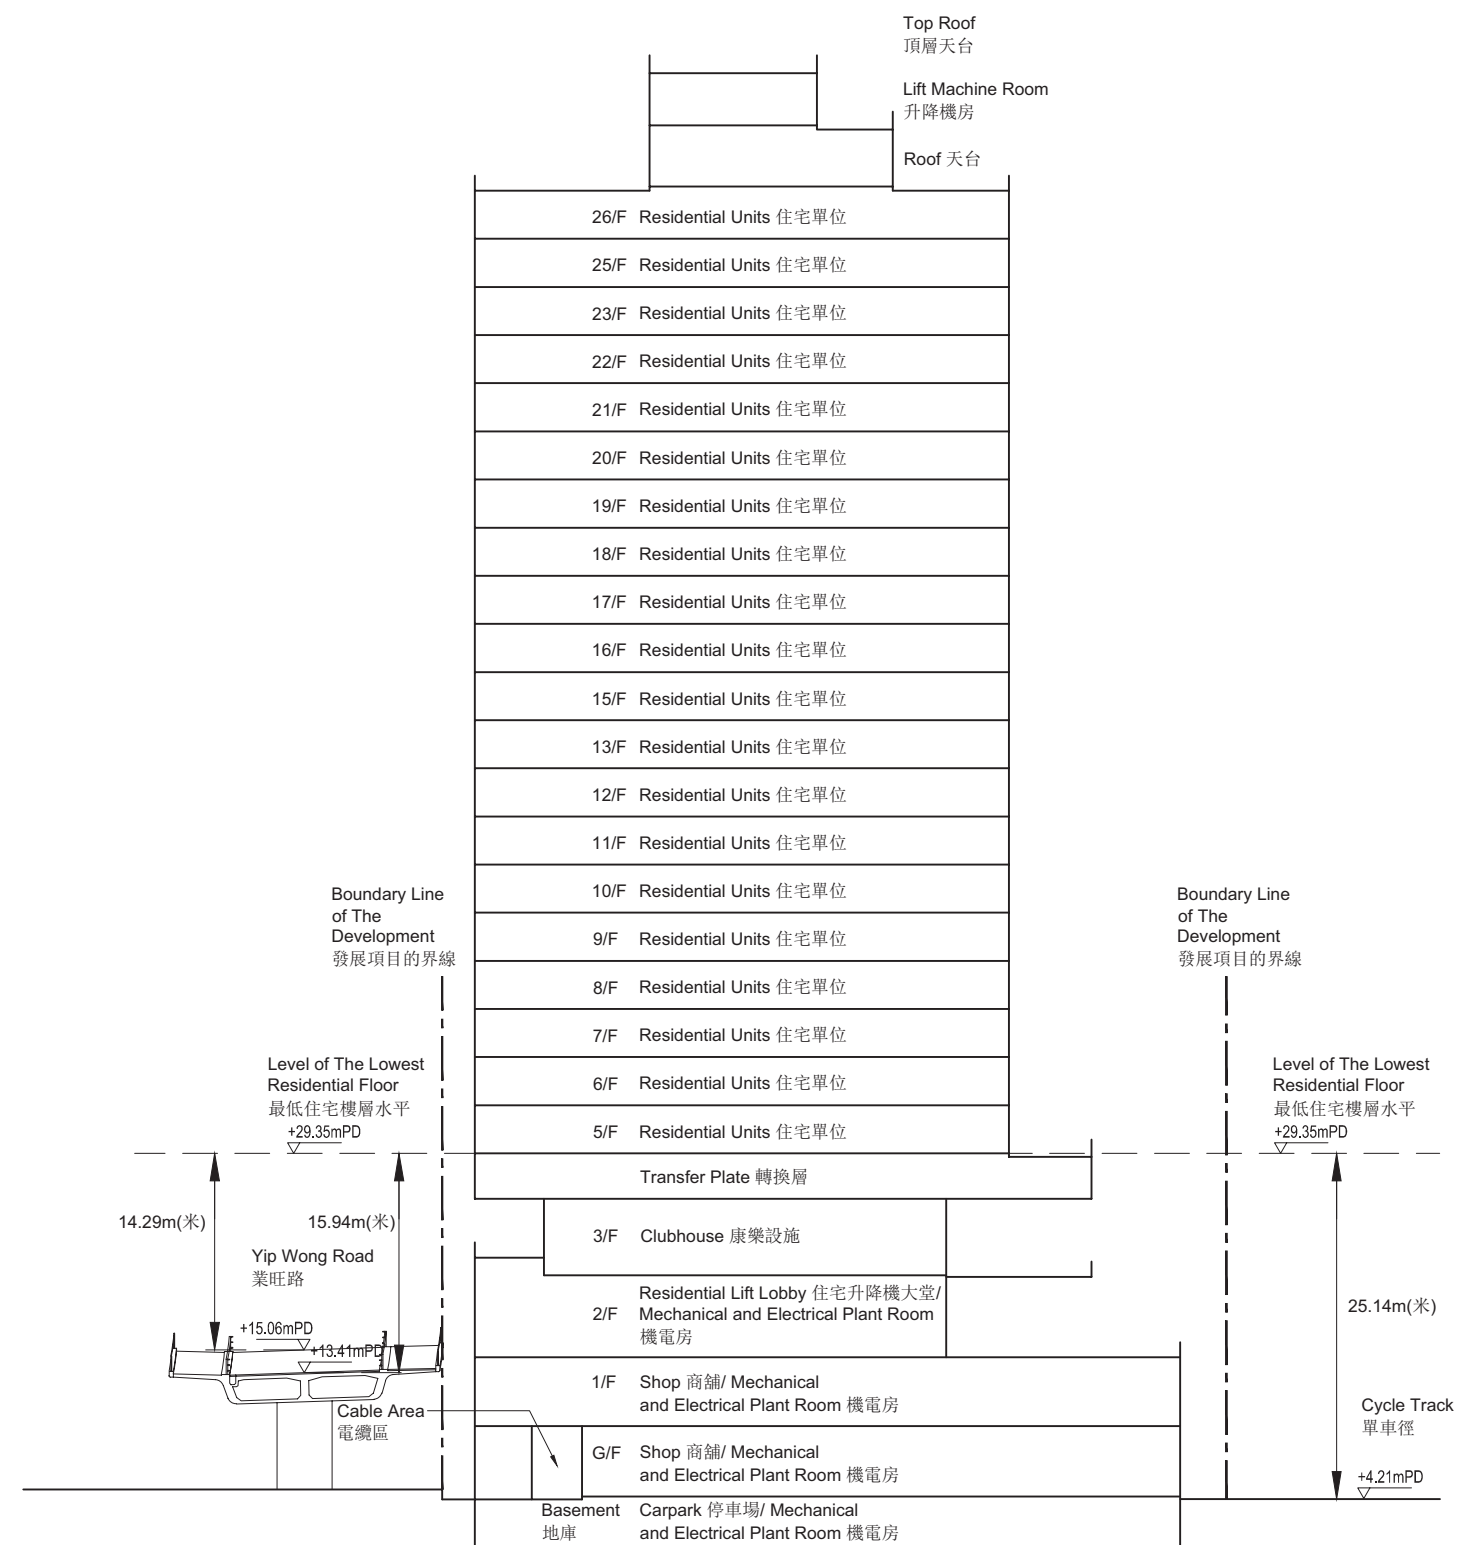 Top Roof
頂層天台
Lift Machine Room
升降機房
Roof 天台
26/F Residential Units 住宅單位
25/F Residential Units 住宅單位
23/F Residential Units 住宅單位
22/F Residential Units 住宅單位
21/F Residential Units 住宅單位
20/F Residential Units 住宅單位
19/F Residential Units 住宅單位
18/F Residential Units 住宅單位
17/F Residential Units 住宅單位
16/F Residential Units 住宅單位
15/F Residential Units 住宅單位
13/F Residential Units 住宅單位
12/F Residential Units 住宅單位
11/F Residential Units 住宅單位
10/F Residential Units 住宅單位
9/F Residential Units 住宅單位
8/F Residential Units 住宅單位
7/F Residential Units 住宅單位
6/F Residential Units 住宅單位
5/F Residential Units 住宅單位
Transfer Plate 轉換層
3/F Clubhouse 康樂設施
Residential Lift Lobby 住宅升降機大堂/
2/F Mechanical and Electrical Plant Room
機電房
1/F Shop 商舖/ Mechanical
and Electrical Plant Room 機電房
G/F Shop 商舖/ Mechanical
and Electrical Plant Room 機電房
Basement Carpark 停車場/ Mechanical
地庫 and Electrical Plant Room 機電房
Boundary Line
of The
Development
發展項目的界線
Level of The Lowest
Residential Floor
最低住宅樓層水平
+29.35mPD
14.29m(米)
15.94m(米)
Yip Wong Road
業旺路
+15.06mPD
+13.41mPD
Cable Area
電纜區
Boundary Line
of The
Development
發展項目的界線
Level of The Lowest
Residential Floor
最低住宅樓層水平
+29.35mPD
25.14m(米)
Cycle Track
單車徑
+4.21mPD